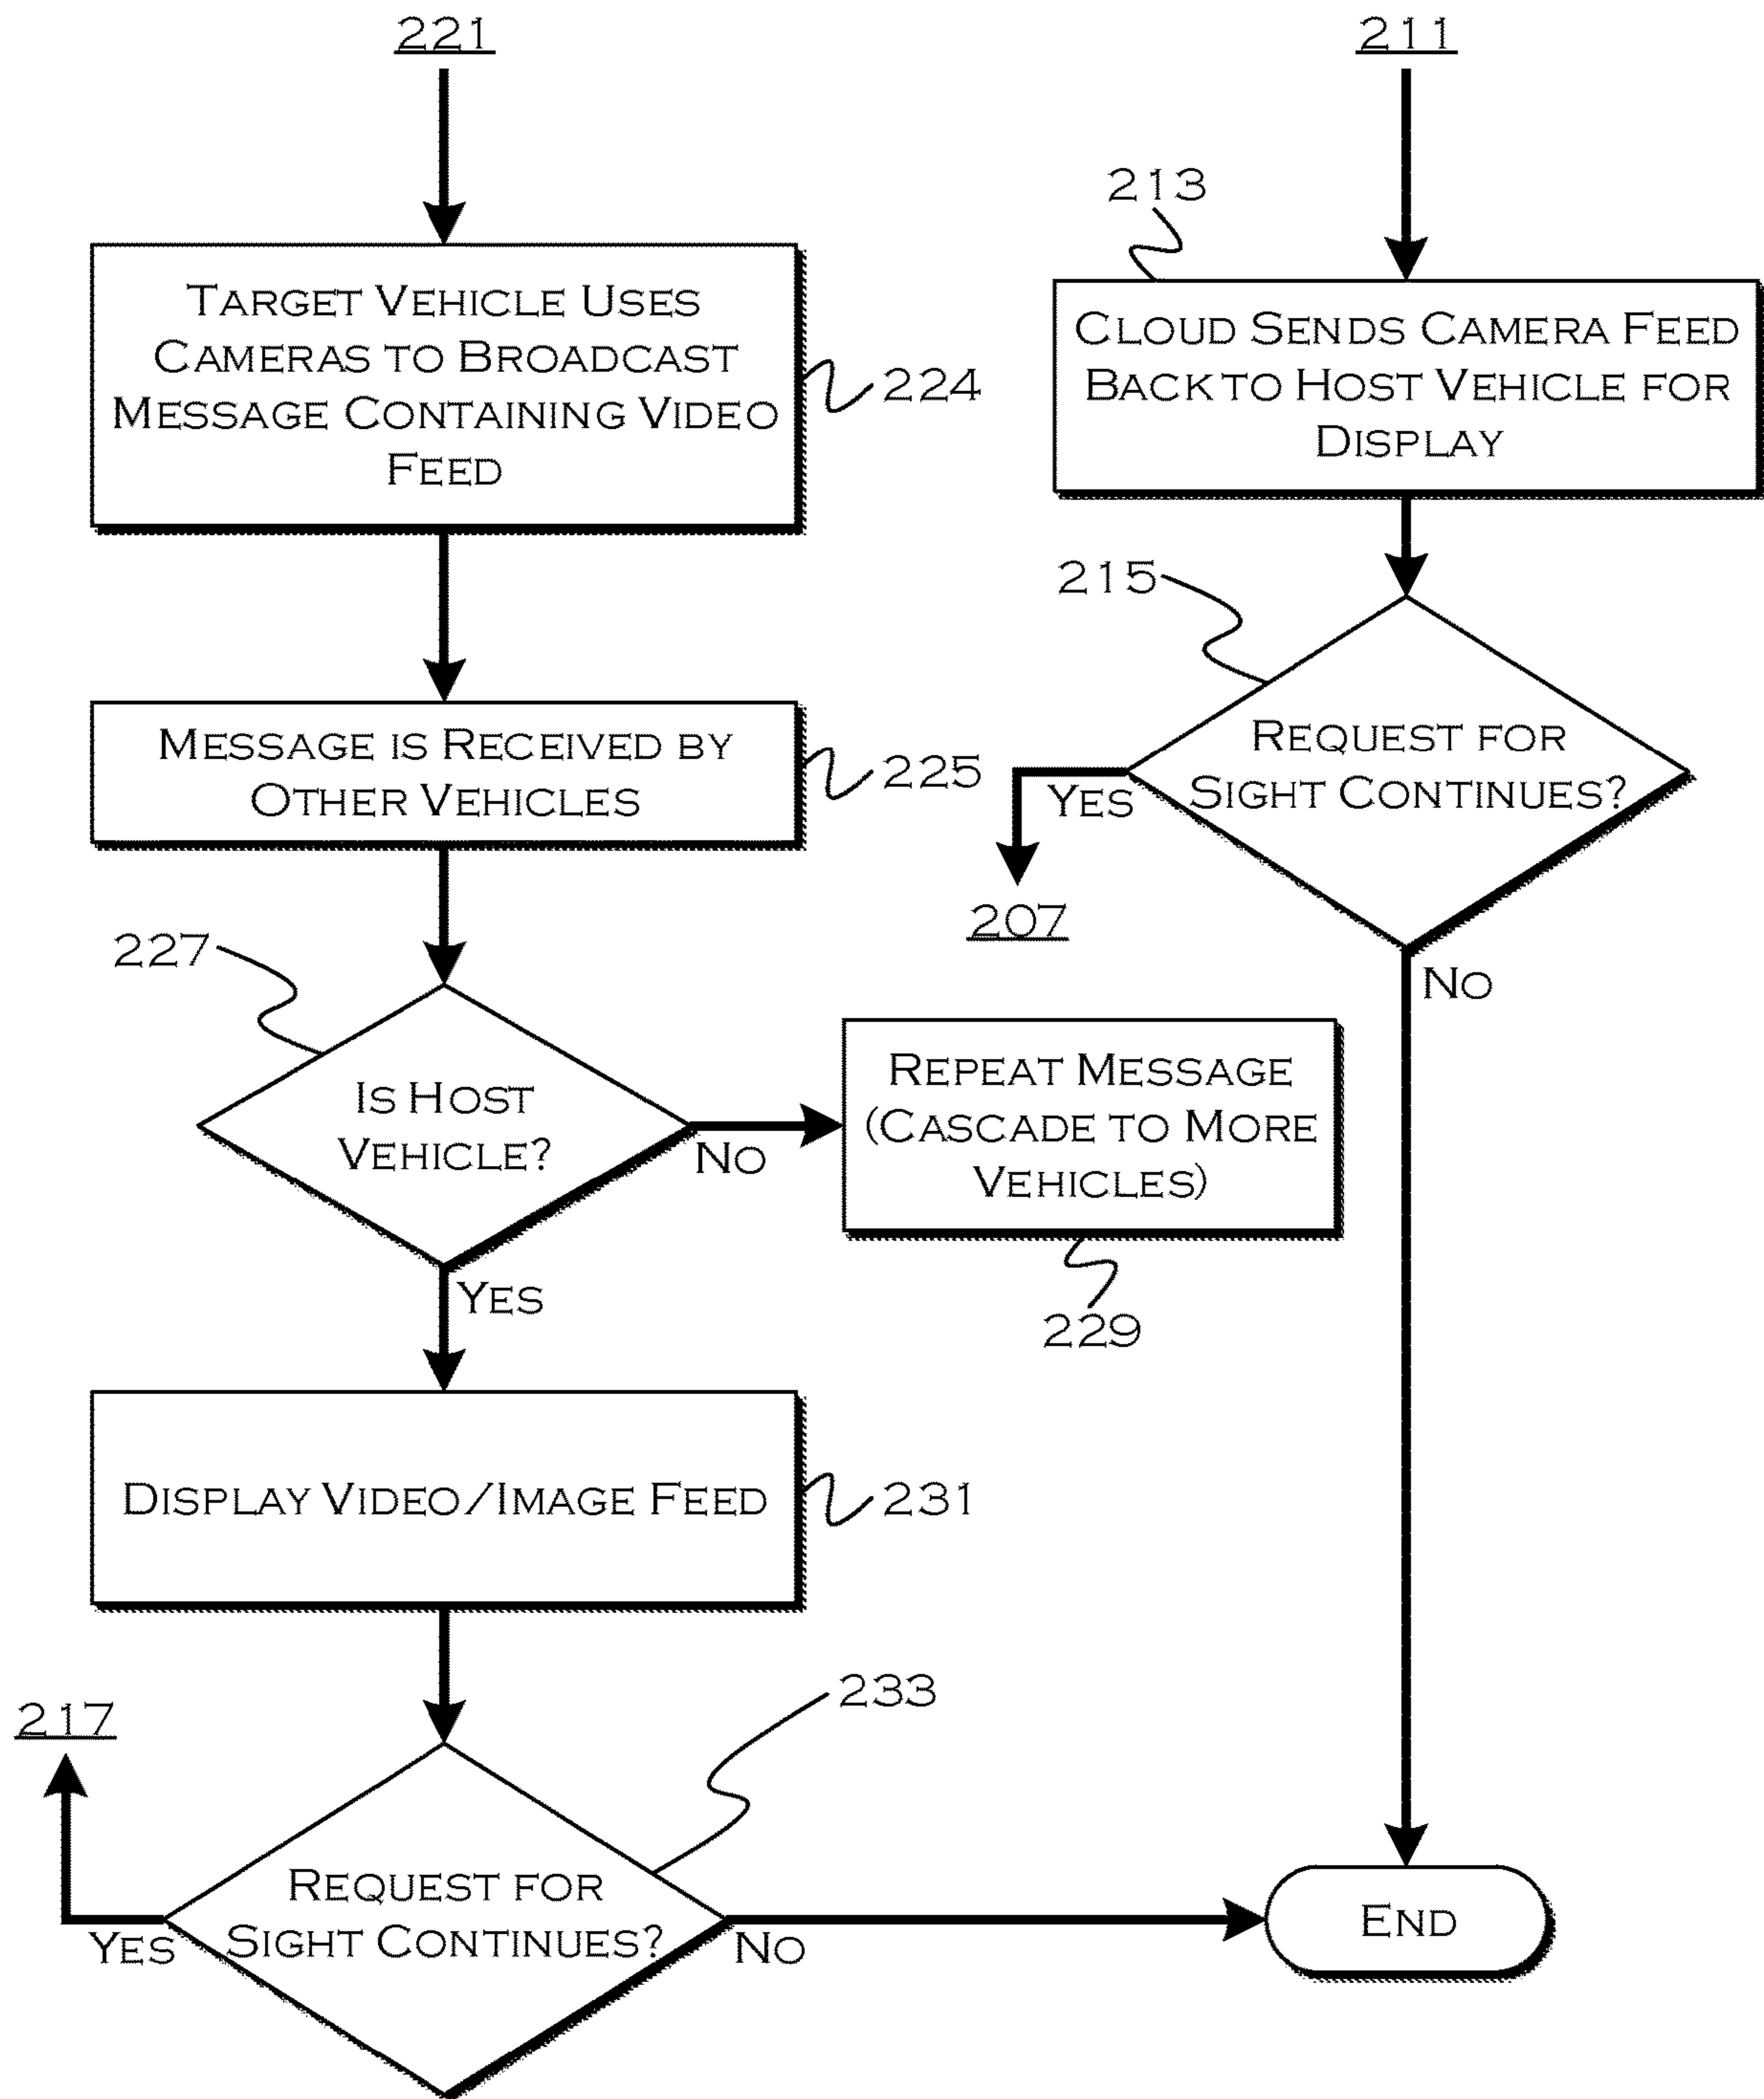 221
TARGET VEHICLE USES
CAMERAS TO BROADCAST
MESSAGE CONTAINING VIDEO
FEED
224
MESSAGE IS RECEIVED BY
OTHER VEHICLES
225
227
IS HOST
VEHICLE?
NO
REPEAT MESSAGE
(CASCADE TO MORE
VEHICLES)
229
YES
DISPLAY VIDEO/IMAGE FEED
231
233
217
REQUEST FOR
SIGHT CONTINUES?
YES
NO
211
213
CLOUD SENDS CAMERA FEED
BACK TO HOST VEHICLE FOR
DISPLAY
215
REQUEST FOR
SIGHT CONTINUES?
YES
207
NO
END